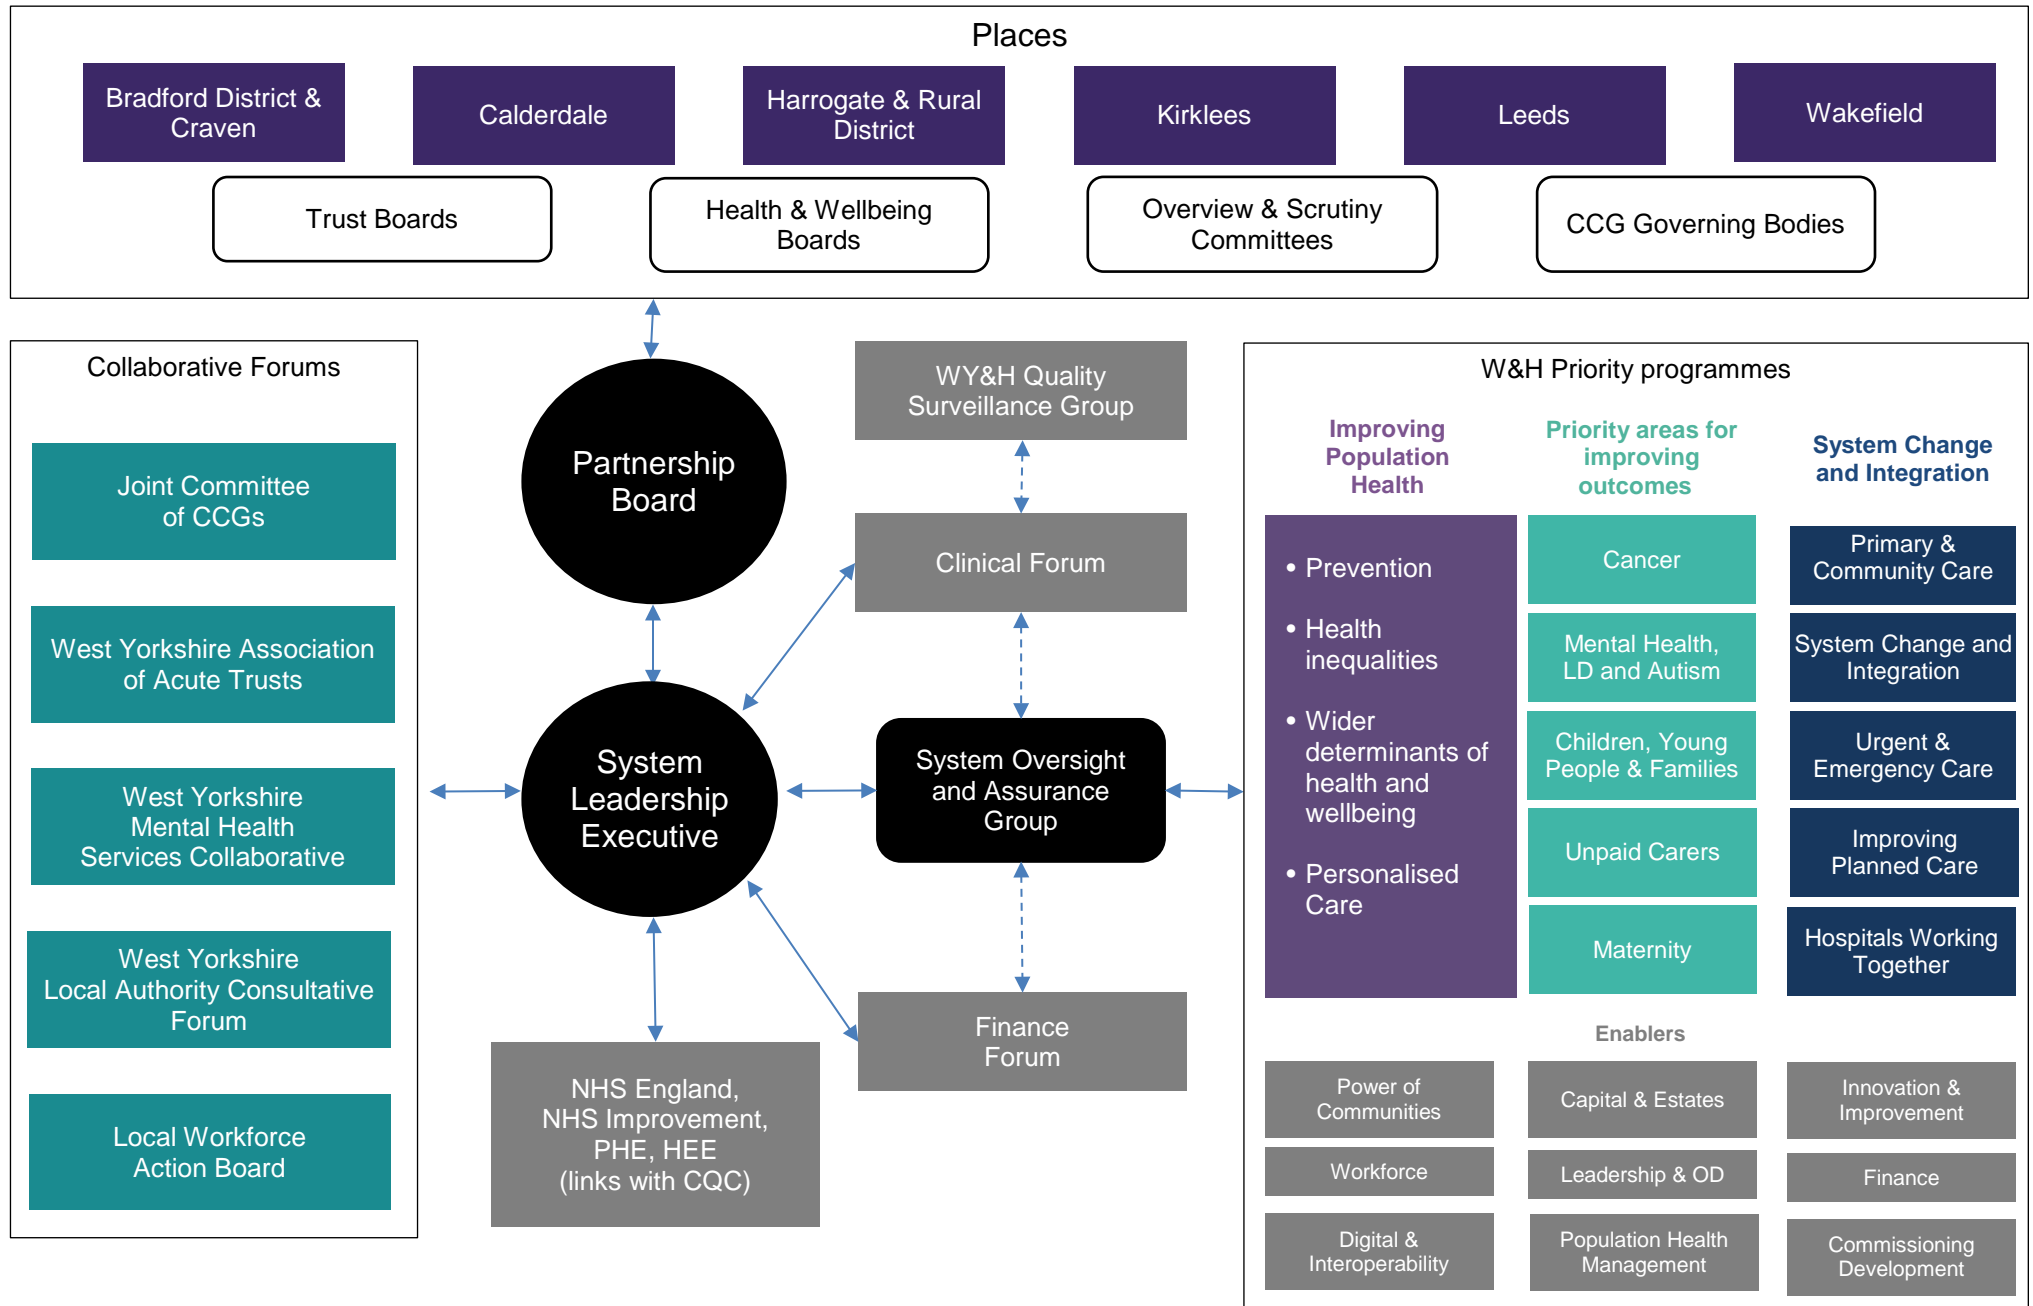 Places
Bradford District &
Craven
Calderdale
Harrogate & Rural
District
Kirklees
Leeds
Wakefield
Trust Boards
Health & Wellbeing
Boards
Overview & Scrutiny
Committees
CCG Governing Bodies
Collaborative Forums
Joint Committee
of CCGs
West Yorkshire Association
of Acute Trusts
West Yorkshire
Mental Health
Services Collaborative
West Yorkshire
Local Authority Consultative
Forum
Local Workforce
Action Board
Partnership
Board
System
Leadership
Executive
NHS England,
NHS Improvement,
PHE, HEE
(links with CQC)
WY&H Quality
Surveillance Group
Clinical Forum
System Oversight
and Assurance
Group
Finance
Forum
W&H Priority programmes
Improving
Population
Health
• Prevention
• Health
inequalities
• Wider
determinants of
health and
wellbeing
• Personalised
Care
Priority areas for
improving
outcomes
Cancer
Mental Health,
LD and Autism
Children, Young
People & Families
Unpaid Carers
Maternity
System Change
and Integration
Primary &
Community Care
System Change and
Integration
Urgent &
Emergency Care
Improving
Planned Care
Hospitals Working
Together
Enablers
Power of
Communities
Capital & Estates
Innovation &
Improvement
Workforce
Leadership & OD
Finance
Digital &
Interoperability
Population Health
Management
Commissioning
Development